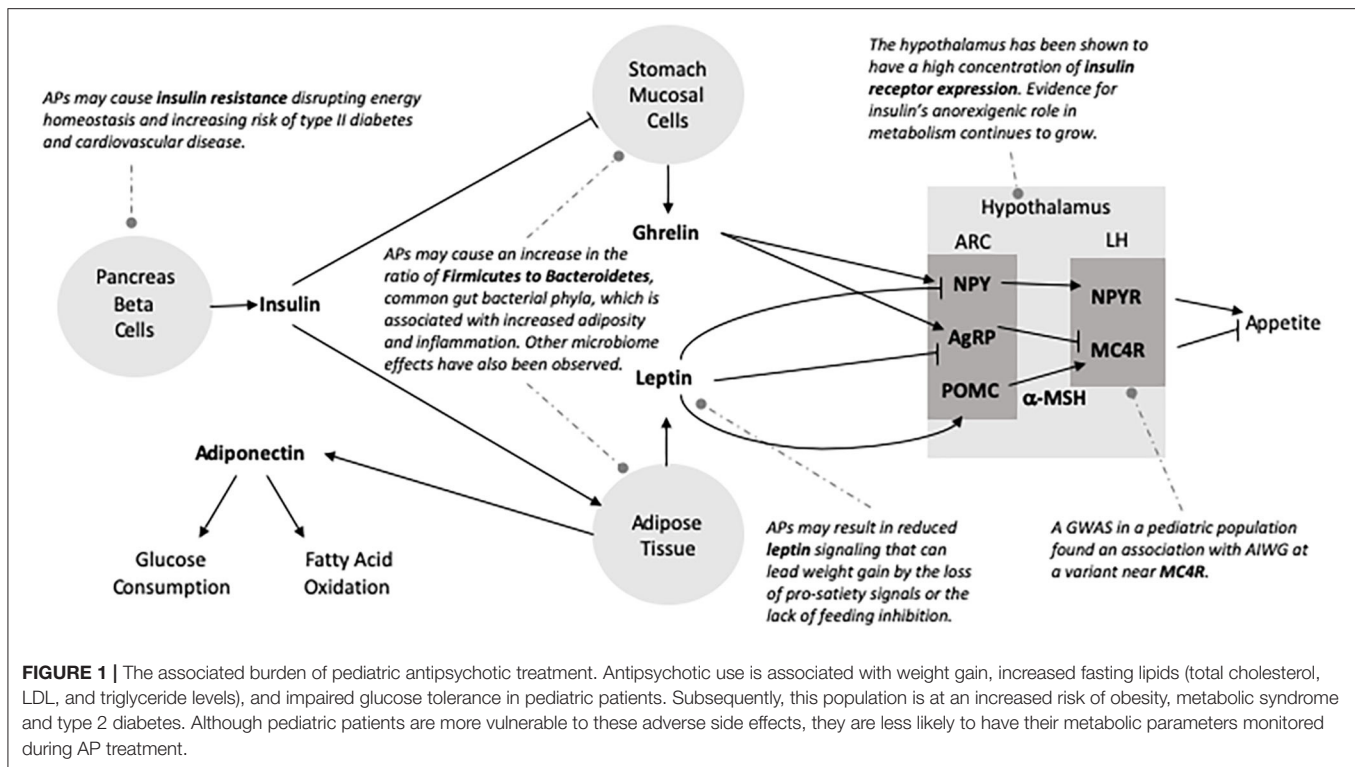 APs may cause insulin resistance disrupting energy
homeostasis and increasing risk of type II diabetes
and cardiovascular disease.
Stomach
Mucosal
Cells
The hypothalamus has been shown to
have a high concentration of insulin
receptor expression. Evidence for
insulin's anorexigenic role in
metabolism continues to grow.
Pancreas
Beta
Cells
Insulin
Ghrelin
APs may cause an increase in the
ratio of Firmicutes to Bacteroidetes,
common gut bacterial phyla, which is
associated with increased adiposity
and inflammation. Other microbiome
effects have also been observed.
Leptin
Hypothalamus
ARC
LH
NPY
NPYR
AgRP
MC4R
POMC
α-MSH
Appetite
Adiponectin
Glucose
Consumption
Fatty Acid
Oxidation
Adipose
Tissue
APs may result in reduced
leptin signaling that can
lead weight gain by the loss
of pro-satiety signals or the
lack of feeding inhibition.
A GWAS in a pediatric population
found an association with AIWG at
a variant near MC4R.
FIGURE 1 | The associated burden of pediatric antipsychotic treatment. Antipsychotic use is associated with weight gain, increased fasting lipids (total cholesterol,
LDL, and triglyceride levels), and impaired glucose tolerance in pediatric patients. Subsequently, this population is at an increased risk of obesity, metabolic syndrome
and type 2 diabetes. Although pediatric patients are more vulnerable to these adverse side effects, they are less likely to have their metabolic parameters monitored
during AP treatment.